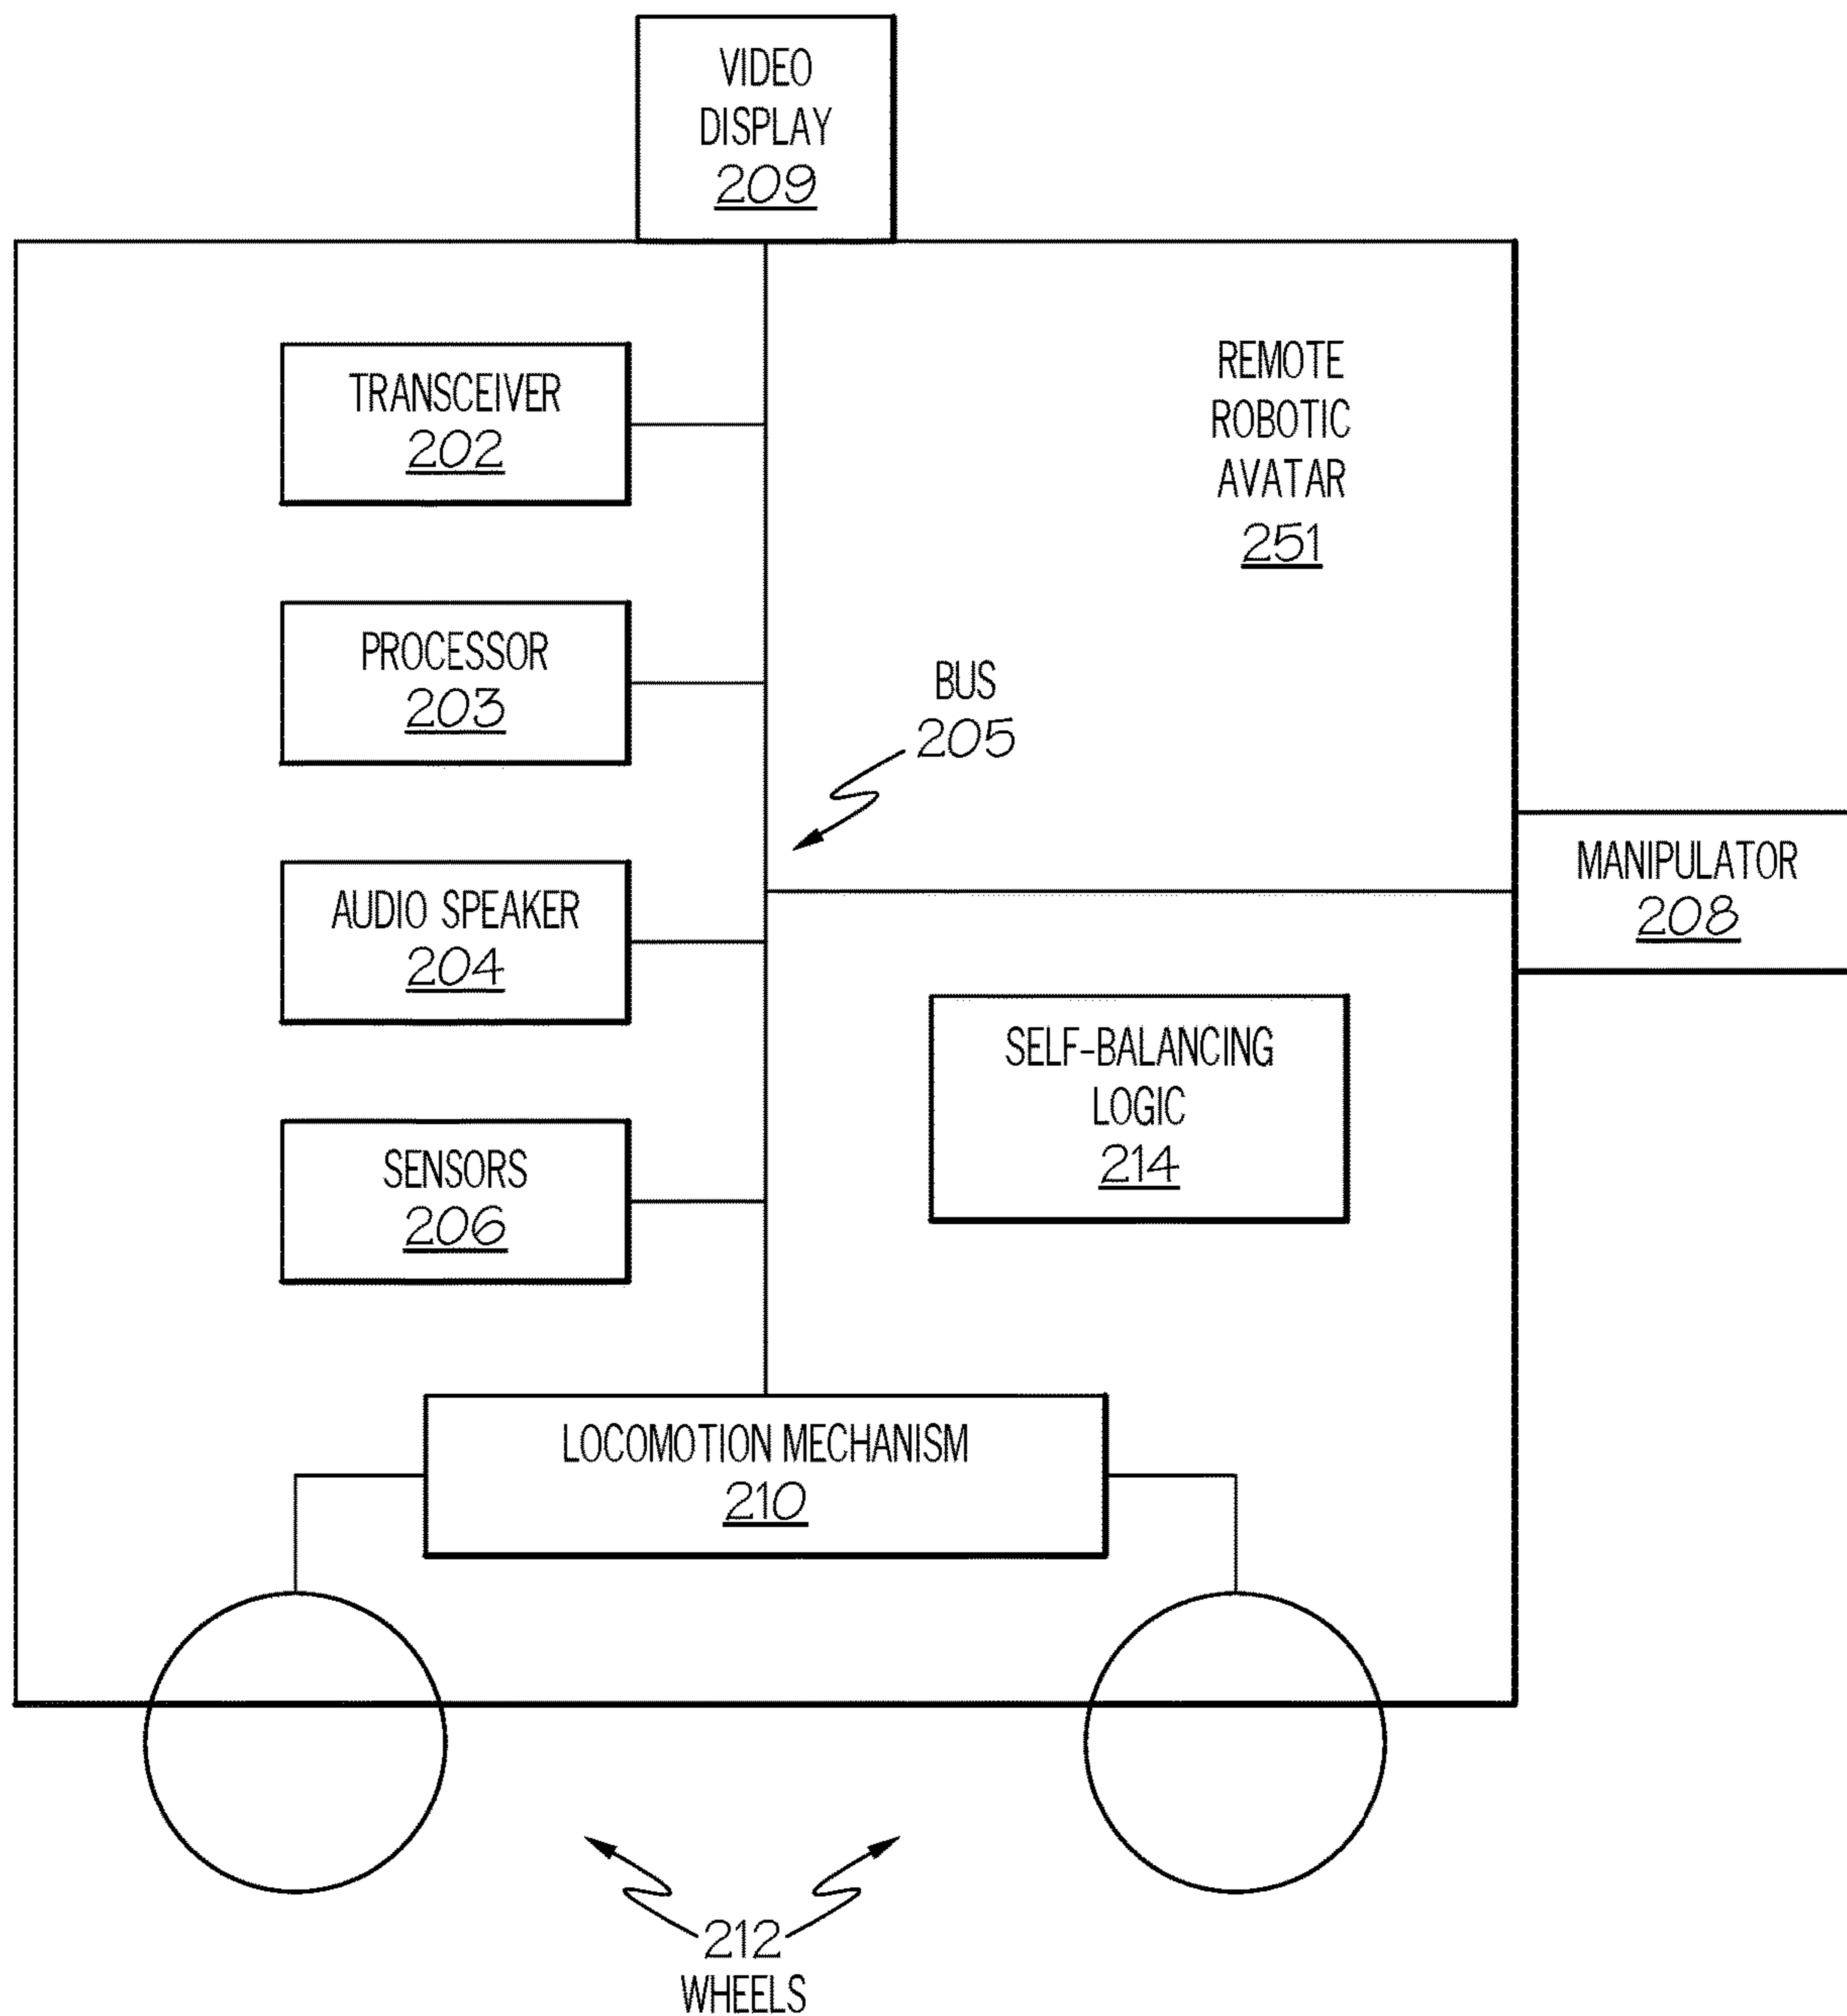 VIDEO
DISPLAY
209
TRANSCEIVER
202
REMOTE
ROBOTIC
AVATAR
251
PROCESSOR
203
BUS
205
AUDIO SPEAKER
204
MANIPULATOR
208
SELF-BALANCING
LOGIC
214
SENSORS
206
LOCOMOTION MECHANISM
210
212
WHEELS